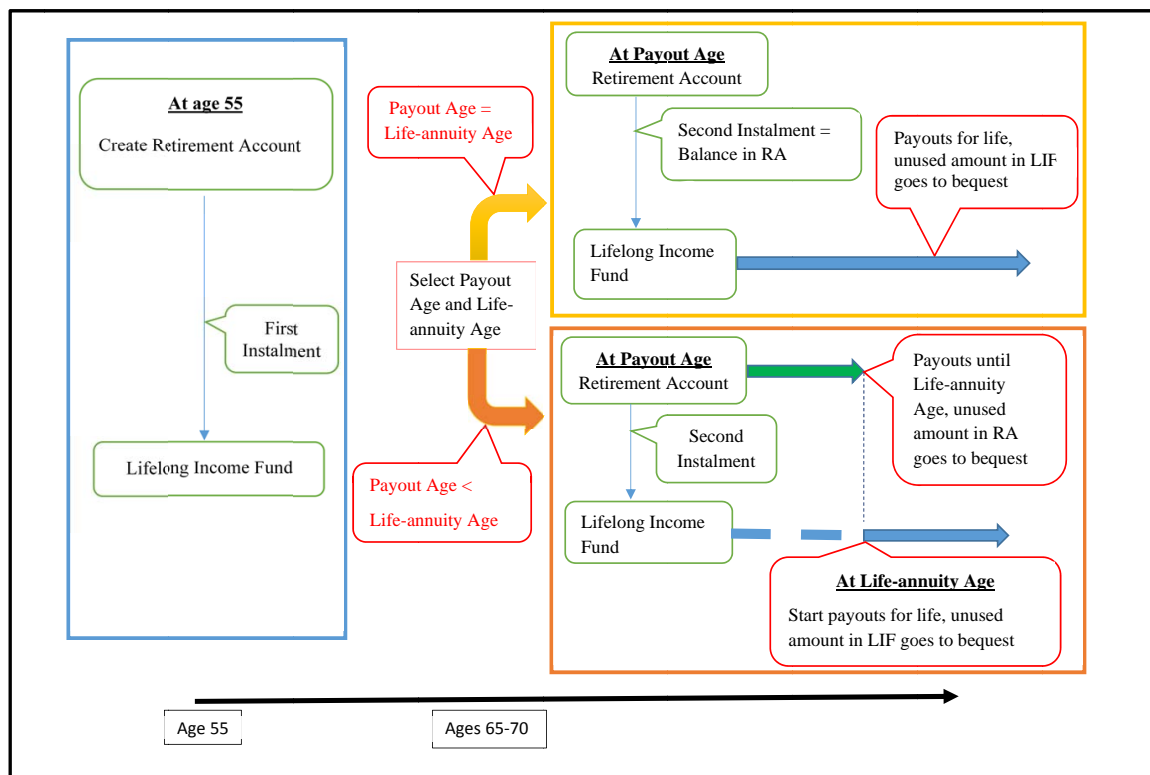 At age 55
Create Retirement Account
First
Instalment
Lifelong Income Fund
Payout Age =
Life-annuity Age
Select Payout
Age and Life-
annuity Age
Payout Age <
Life-annuity Age
At Payout Age
Retirement Account
Second Instalment =
Balance in RA
Payouts for life,
unused amount in LIF
goes to bequest
Lifelong Income
Fund
At Payout Age
Retirement Account
Payouts until
Life-annuity
Age, unused
amount in RA
goes to bequest
Second
Instalment
Lifelong Income
Fund
At Life-annuity Age
Start payouts for life, unused
amount in LIF goes to bequest
Age 55
Ages 65-70